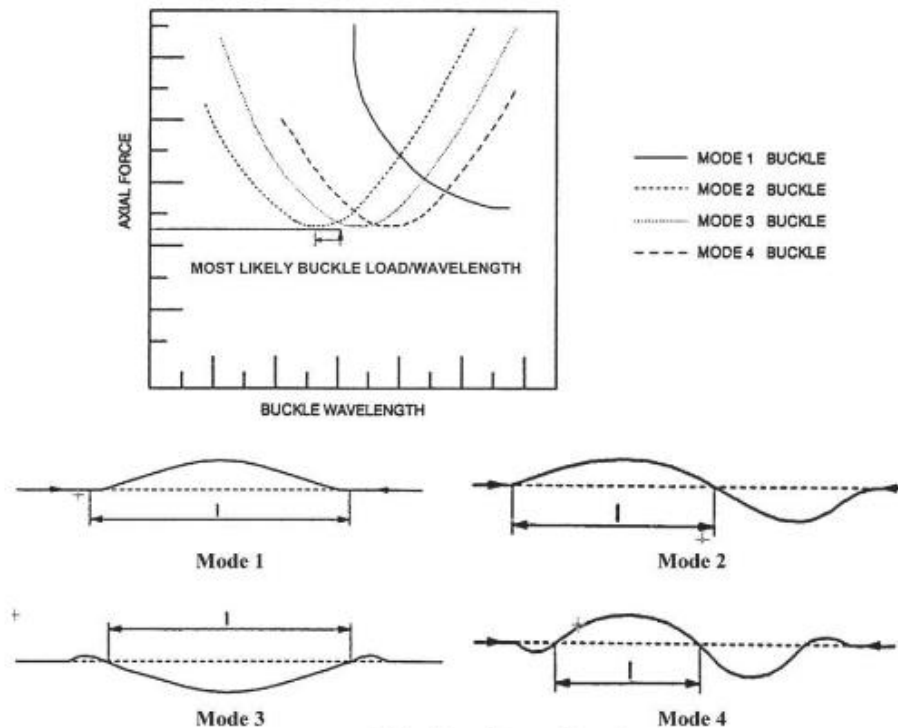 AXIAL FORCE
MOST LIKELY BUCKLE LOAD/WAVELENGTH
BUCKLE WAVELENGTH
MODE 1 BUCKLE
MODE 2 BUCKLE
MODE 3 BUCKLE
MODE 4 BUCKLE
l
Mode 1
l
Mode 2
l
Mode 3
l
Mode 4